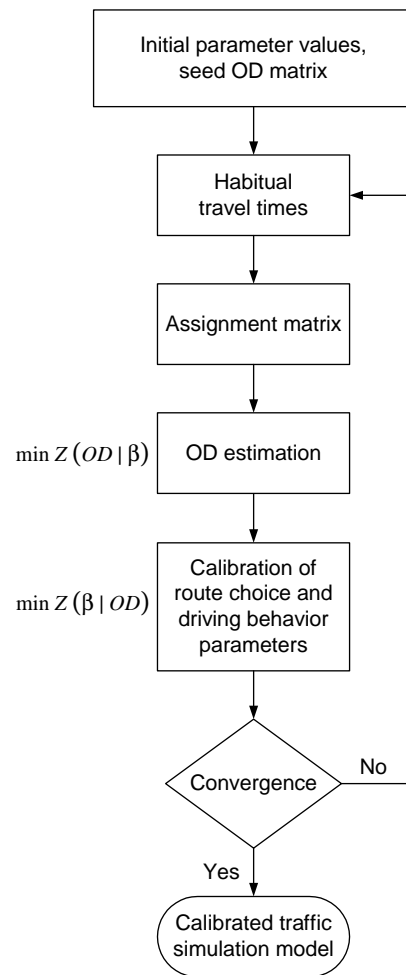 Initial parameter values,
seed OD matrix
Habitual
travel times
Assignment matrix
min Z (OD | β)
OD estimation
min Z (β | OD)
Calibration of
route choice and
driving behavior
parameters
Convergence
No
Yes
Calibrated traffic
simulation model